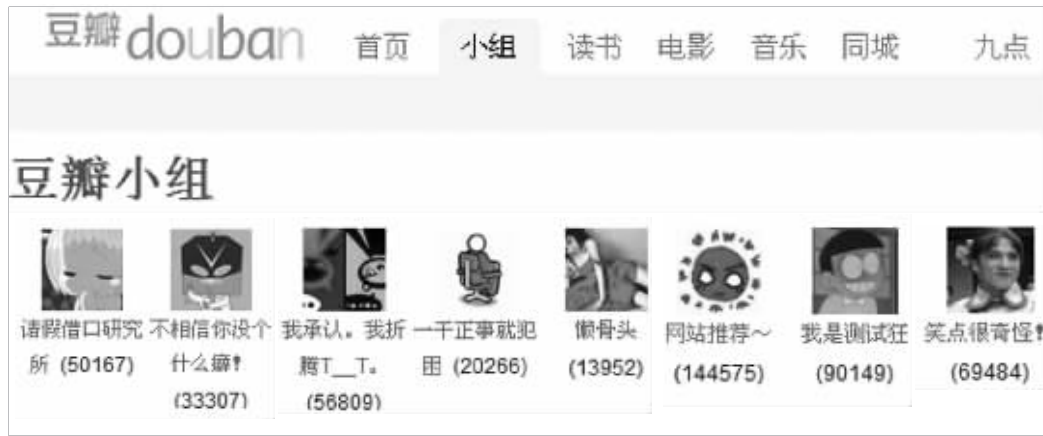 豆瓣douban 首页 小组 读书 电影 音乐 同城 九点
豆瓣小组
请假借口研究所 (50167)
不相信你没个什么癖! (33307)
我承认。我折腾T__T。 (56809)
一干正事就犯困 (20266)
懒骨头 (13952)
网站推荐～ (144575)
我是测试狂 (90149)
笑点很奇怪! (69484)